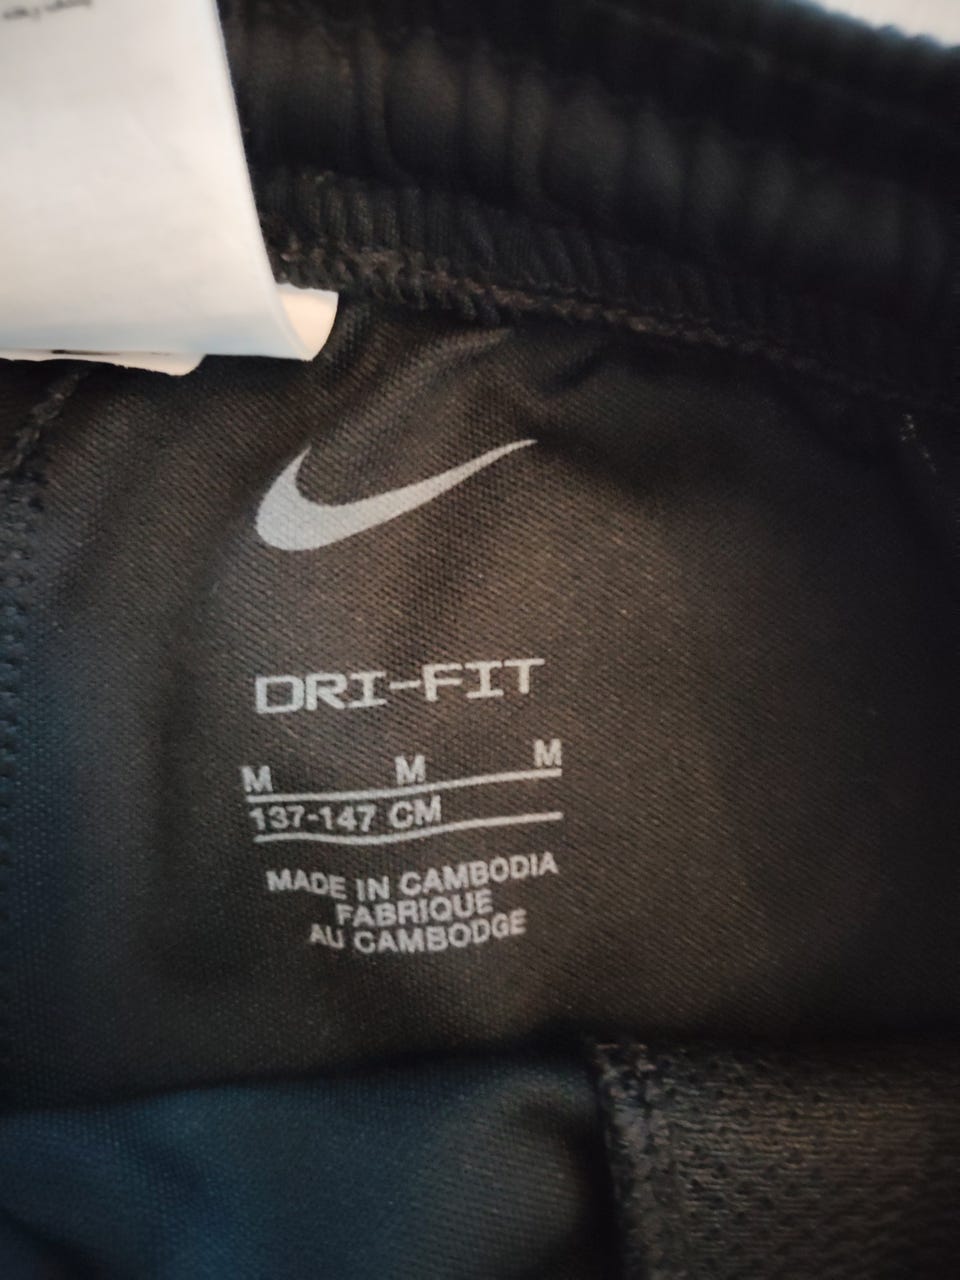 DRI-FIT
M M M
137-147 CM
MADE IN CAMBODIA
FABRIQUE
AU CAMBODGE